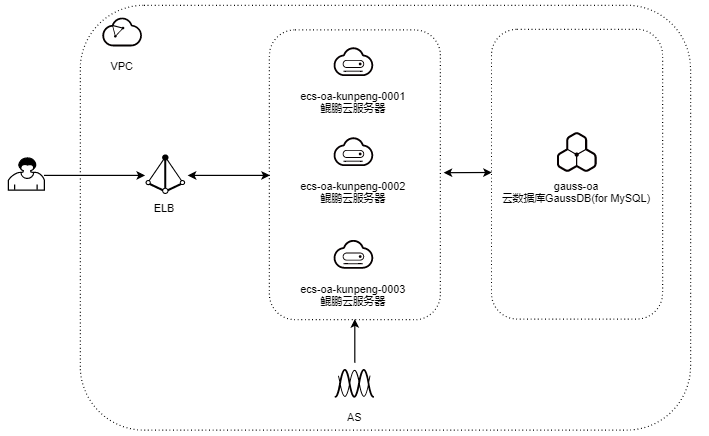 VPC
ecs-oa-kunpeng-0001
鲲鹏云服务器
ecs-oa-kunpeng-0002
鲲鹏云服务器
ELB
gauss-oa
云数据库GaussDB(for MySQL)
ecs-oa-kunpeng-0003
鲲鹏云服务器
AS